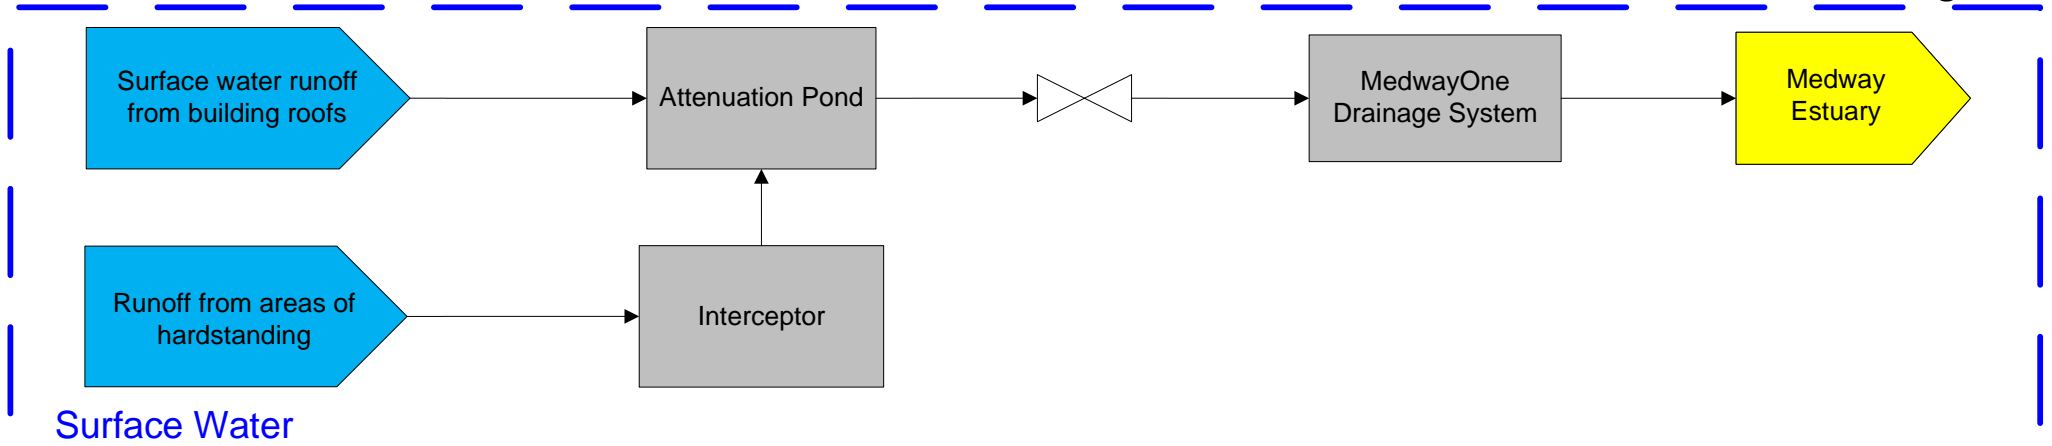 Surface water runoff
from building roofs
Attenuation Pond
MedwayOne
Drainage System
Medway
Estuary
Runoff from areas of
hardstanding
Interceptor
Surface Water